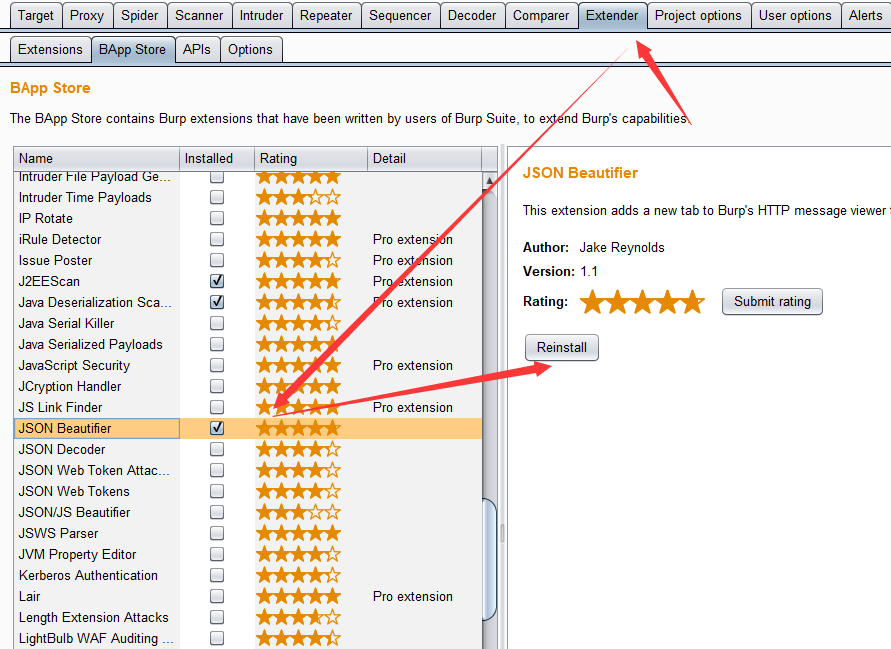 Target Proxy Spider Scanner Intruder Repeater Sequencer Decoder Comparer Extender Project options User options Alerts
Extensions BApp Store APIs Options
BApp Store
The BApp Store contains Burp extensions that have been written by users of Burp Suite, to extend Burp's capabilities.
Name Installed Rating Detail
Intruder File Payload Ge...
Intruder Time Payloads
IP Rotate
iRule Detector Pro extension
Issue Poster Pro extension
J2EEScan Pro extension
Java Deserialization Sca... Pro extension
Java Serial Killer
Java Serialized Payloads
JavaScript Security Pro extension
JCryption Handler
JS Link Finder Pro extension
JSON Beautifier
JSON Decoder
JSON Web Token Attac...
JSON Web Tokens
JSON/JS Beautifier
JSWS Parser
JVM Property Editor
Kerberos Authentication
Lair Pro extension
Length Extension Attacks
LightBulb WAF Auditing ...
JSON Beautifier
This extension adds a new tab to Burp's HTTP message viewer
Author: Jake Reynolds
Version: 1.1
Rating: Submit rating
Reinstall